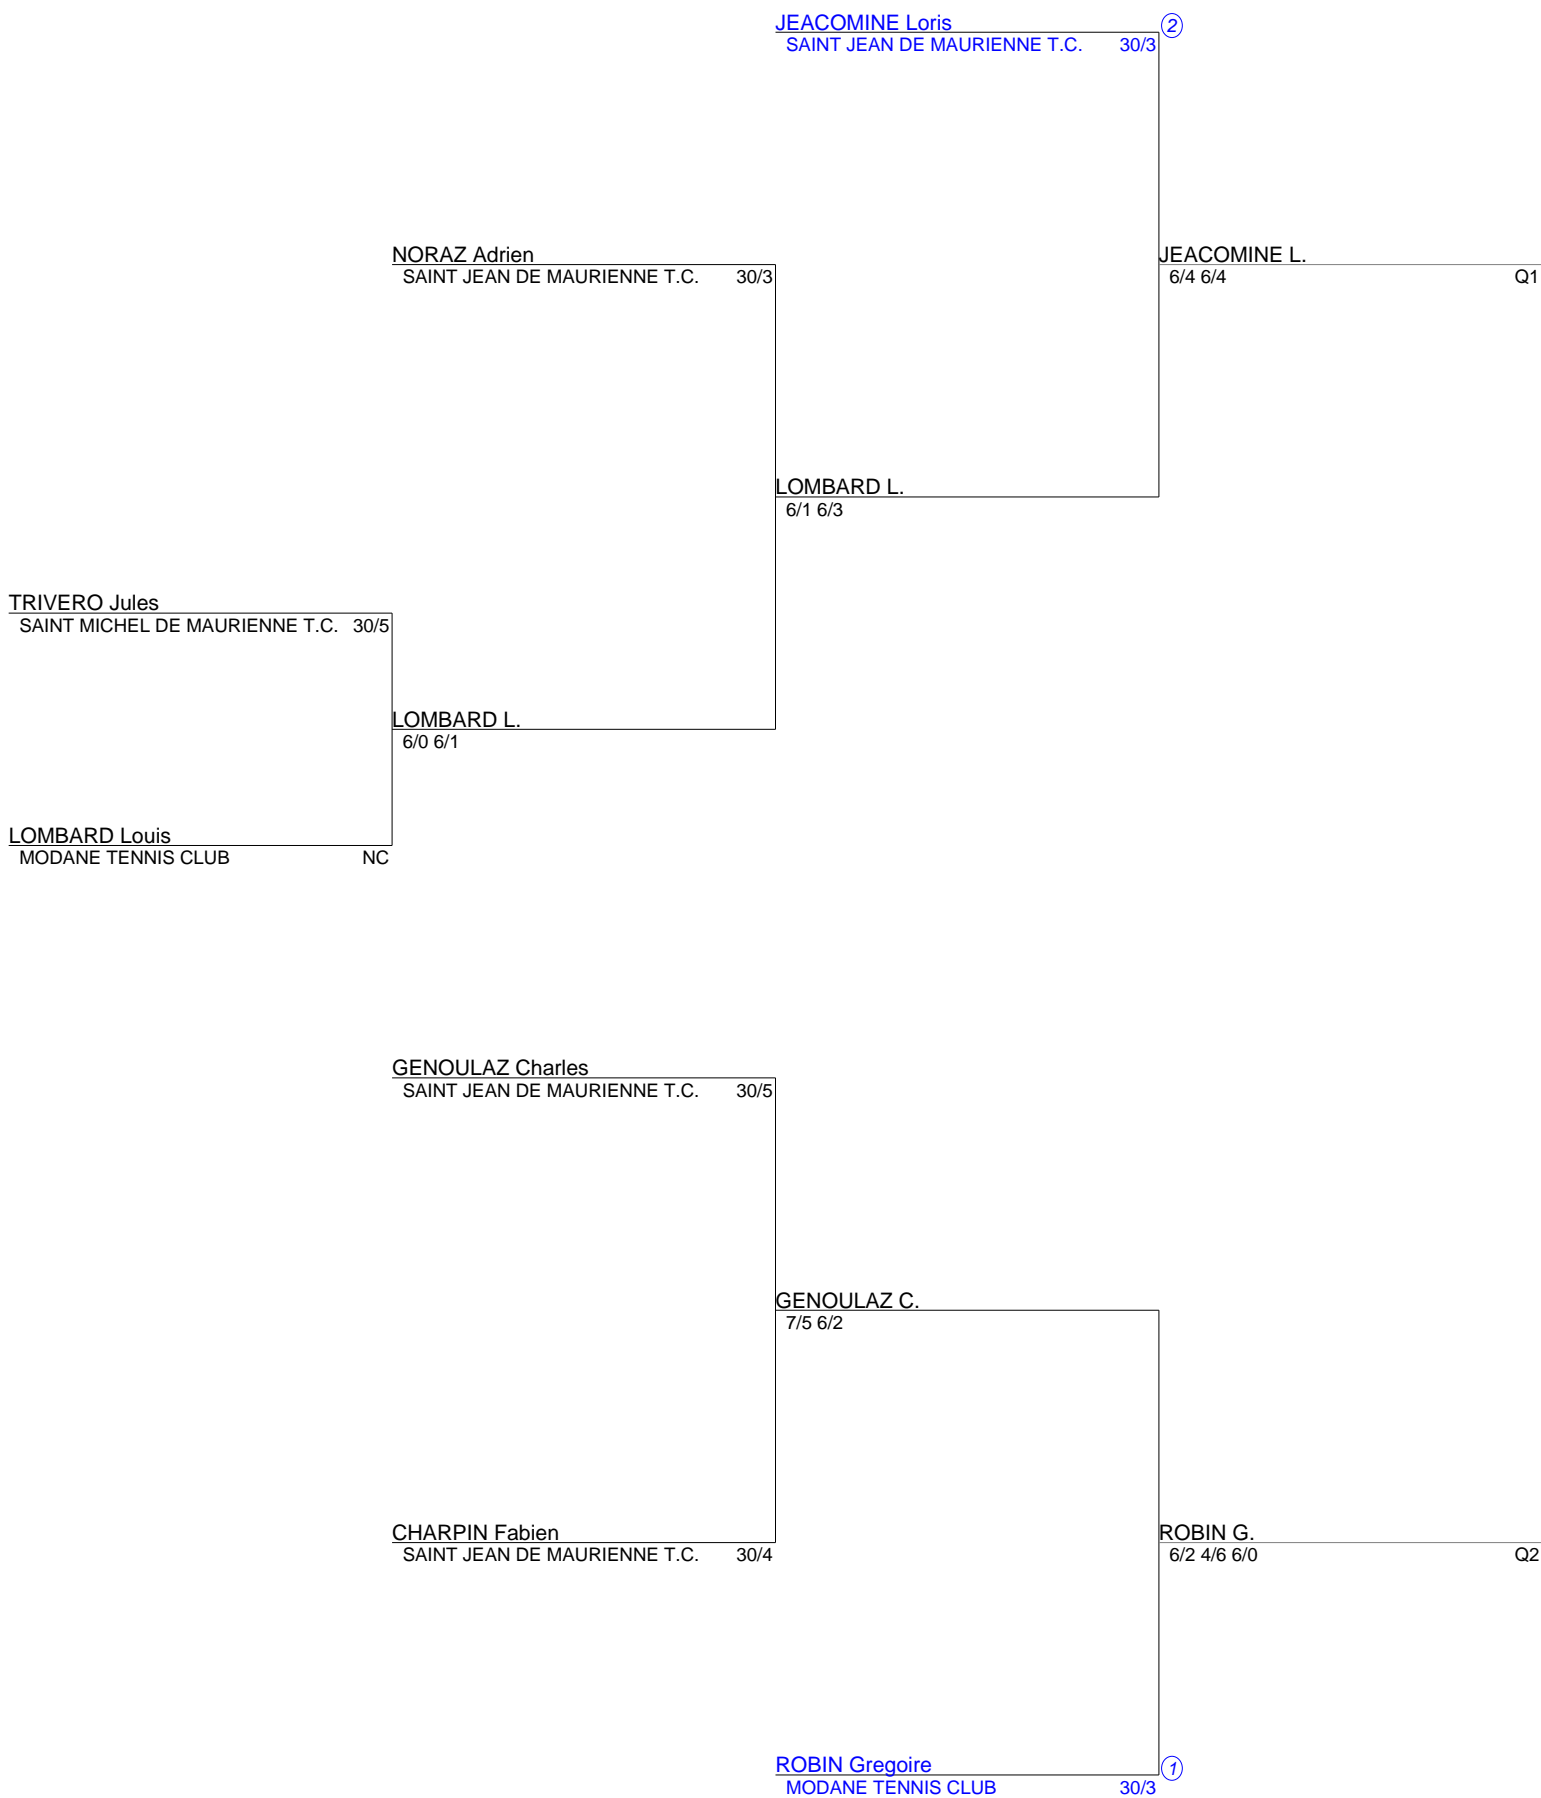 JEACOMINE Loris 2
SAINT JEAN DE MAURIENNE T.C. 30/3
NORAZ Adrien
SAINT JEAN DE MAURIENNE T.C. 30/3
JEACOMINE L.
6/4 6/4 Q1
LOMBARD L.
6/1 6/3
TRIVERO Jules
SAINT MICHEL DE MAURIENNE T.C. 30/5
LOMBARD L.
6/0 6/1
LOMBARD Louis
MODANE TENNIS CLUB NC
GENOULAZ Charles
SAINT JEAN DE MAURIENNE T.C. 30/5
GENOULAZ C.
7/5 6/2
CHARPIN Fabien
SAINT JEAN DE MAURIENNE T.C. 30/4
ROBIN G.
6/2 4/6 6/0 Q2
ROBIN Gregoire 1
MODANE TENNIS CLUB 30/3